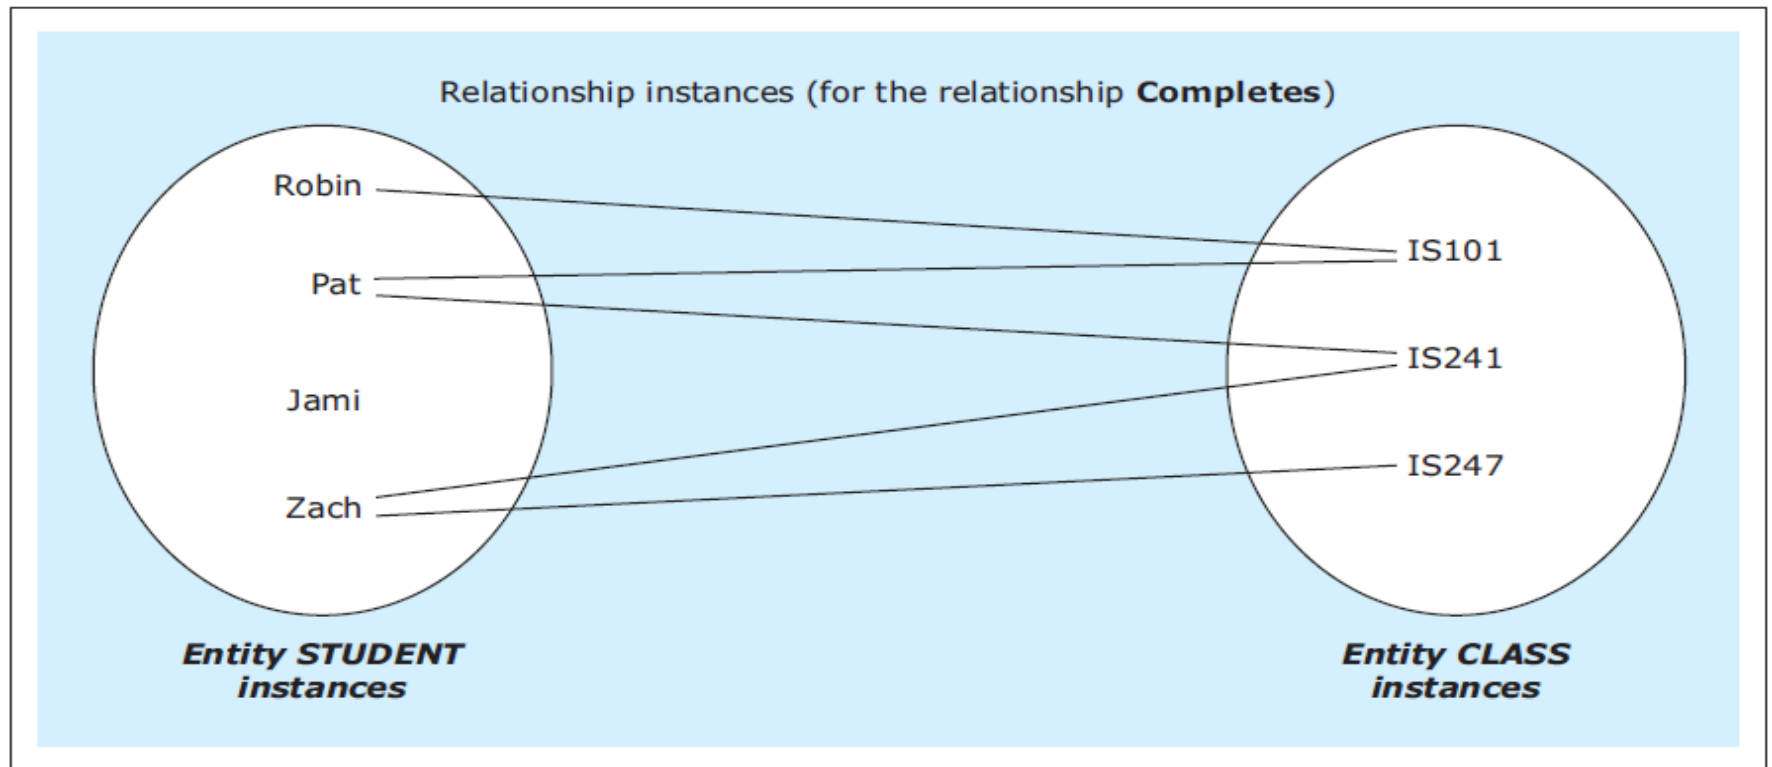 Relationship instances (for the relationship Completes)
Robin
Pat
Jami
Zach
IS101
IS241
IS247
Entity STUDENT
instances
Entity CLASS
instances